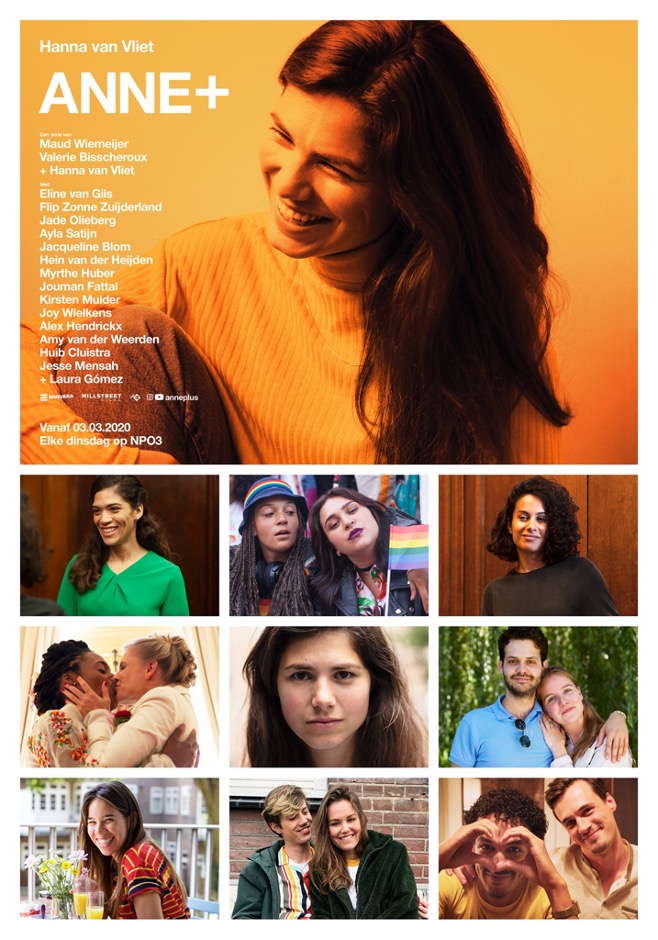 Hanna van Vliet
ANNE+
Een serie van
Maud Wiemeijer
Valerie Bisscheroux
+ Hanna van Vliet
Met
Eline van Gils
Flip Zonne Zuijderland
Jade Olieberg
Ayla Satijn
Jacqueline Blom
Hein van der Heijden
Myrthe Huber
Jouman Fattal
Kirsten Mulder
Joy Wielkens
Alex Hendrickx
Amy van der Weerden
Huib Cluistra
Jesse Mensah
+ Laura Gómez
BNNVARA MILLSTREET anneplus
Vanaf 03.03.2020
Elke dinsdag op NPO3